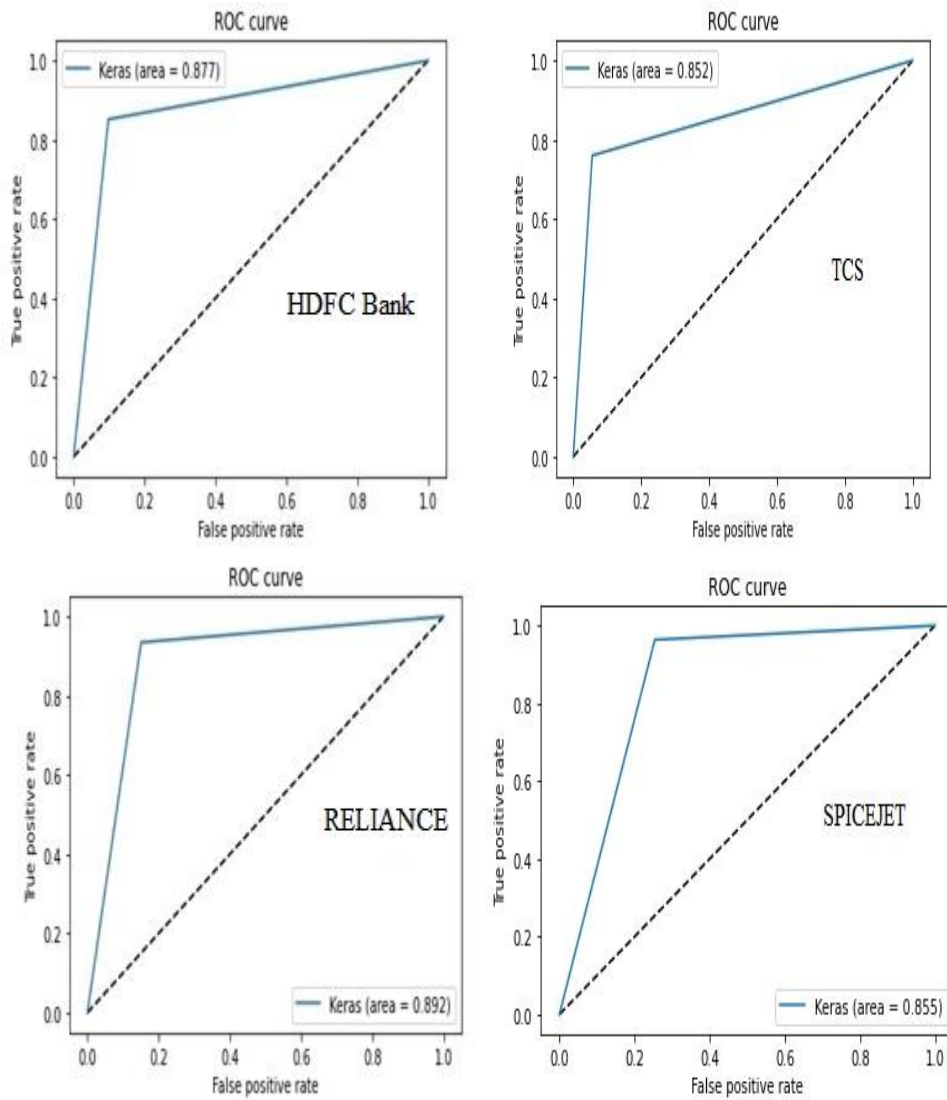 ROC curve
Keras (area = 0.877)
1.0
0.8
0.6
0.4
0.2
0.0
True positive rate
HDFC Bank
0.0 0.2 0.4 0.6 0.8 1.0
False positive rate
ROC curve
Keras (area = 0.852)
1.0
0.8
0.6
0.4
0.2
0.0
True positive rate
TCS
0.0 0.2 0.4 0.6 0.8 1.0
False positive rate
ROC curve
1.0
0.8
0.6
0.4
0.2
0.0
True positive rate
RELIANCE
Keras (area = 0.892)
0.0 0.2 0.4 0.6 0.8 1.0
False positive rate
ROC curve
1.0
0.8
0.6
0.4
0.2
0.0
True positive rate
SPICEJET
Keras (area = 0.855)
0.0 0.2 0.4 0.6 0.8 1.0
False positive rate